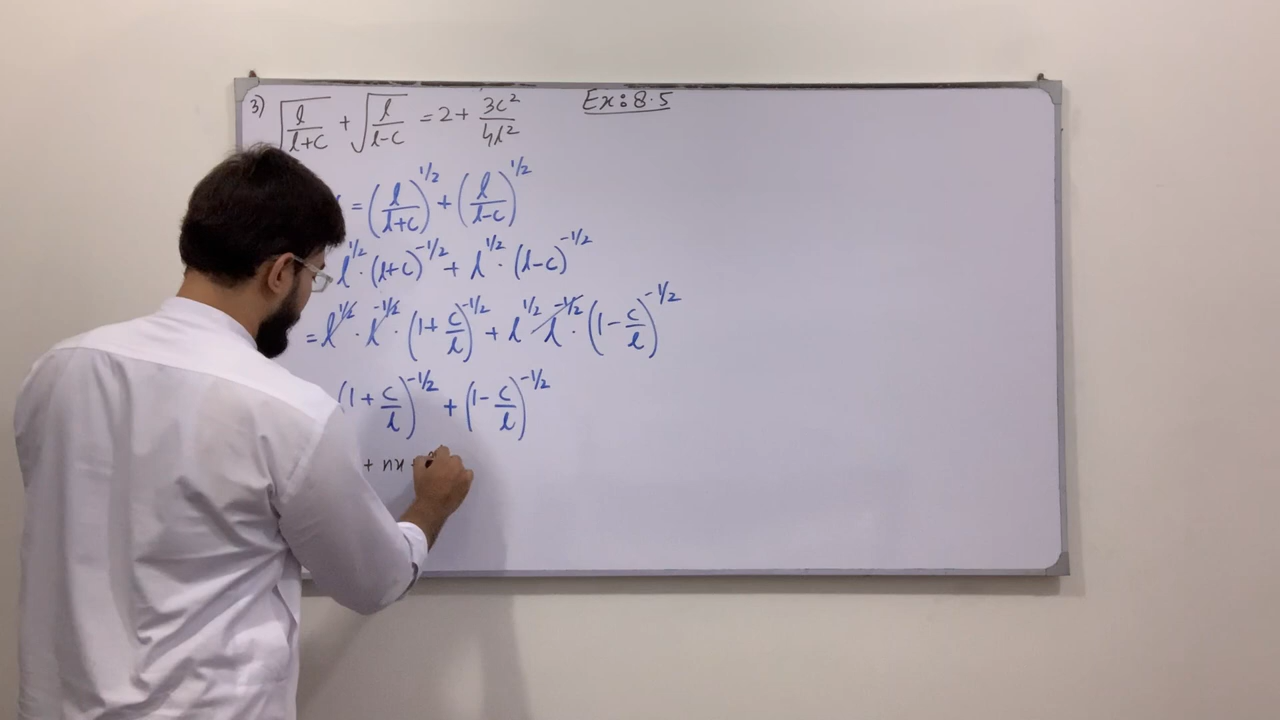 3) √(l/(l+c)) + √(l/(l-c)) = 2 + 3c²/4l²
Ex: 8.5
= (l/(l+c))^1/2 + (l/(l-c))^1/2
l^1/2 · (l+c)^-1/2 + l^1/2 · (l-c)^-1/2
= l^1/2 · l^-1/2 · (1+c/l)^-1/2 + l^1/2 l^-1/2 · (1-c/l)^-1/2
(1+c/l)^-1/2 + (1-c/l)^-1/2
+ nx